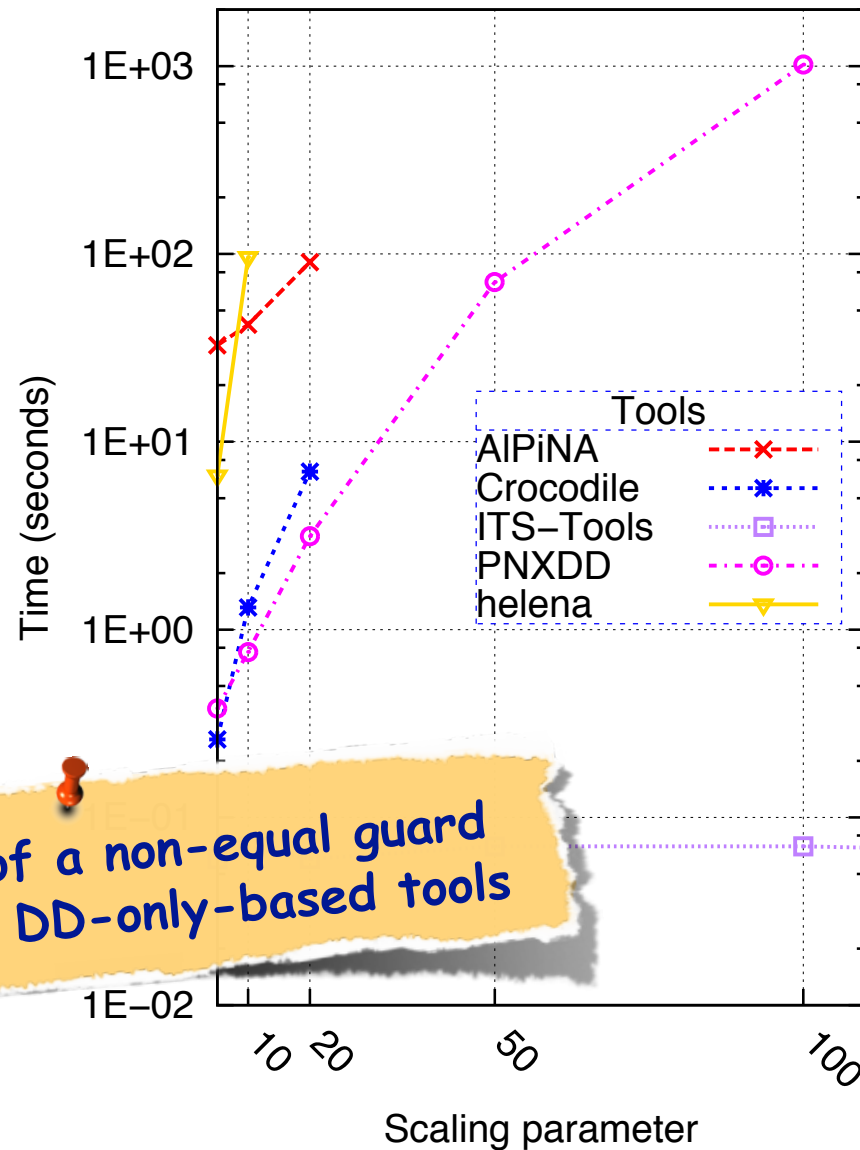 1E+03
1E+02
1E+01
1E+00
1E−01
1E−02
Time (seconds)
Tools
AlPiNA
Crocodile
ITS−Tools
PNXDD
helena
of a non-equal guard
DD-only-based tools
10
20
50
100
Scaling parameter